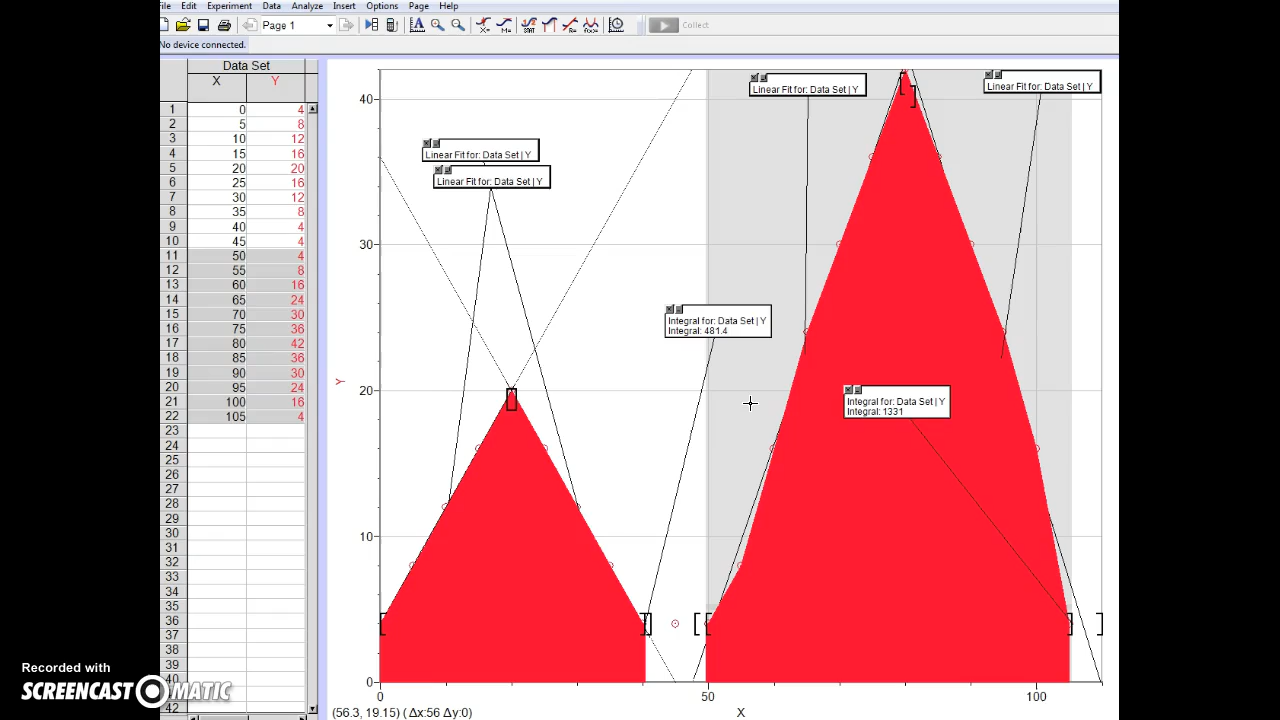 File Edit Experiment Data Analyze Insert Options Page Help
Page 1
Collect
No device connected.
Data Set
X Y
1 0 4
2 5 8
3 10 12
4 15 16
5 20 20
6 25 16
7 30 12
8 35 8
9 40 4
10 45 4
11 50 4
12 55 8
13 60 16
14 65 24
15 70 30
16 75 36
17 80 42
18 85 36
19 90 30
20 95 24
21 100 16
22 105 4
23
24
25
26
27
28
29
30
31
32
33
34
35
36
37
38
39
40
41
42
Linear Fit for: Data Set | Y
Linear Fit for: Data Set | Y
Linear Fit for: Data Set | Y
Linear Fit for: Data Set | Y
Integral for: Data Set | Y
Integral: 481.4
Integral for: Data Set | Y
Integral: 1331
40
30
20
10
0
Y
0 50 100
X
(56.3, 19.15) ( Δx:56 Δy:0)
Recorded with
SCREENCAST O MATIC